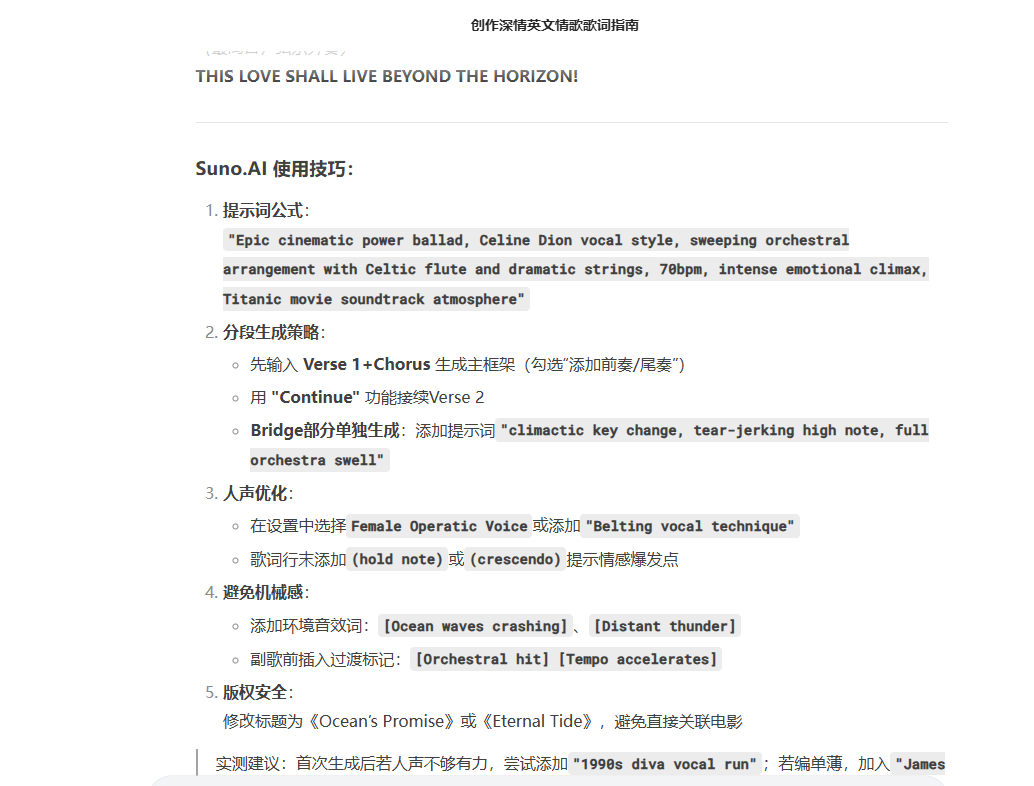 创作深情英文情歌歌词指南
THIS LOVE SHALL LIVE BEYOND THE HORIZON!
Suno.AI 使用技巧：
1. 提示词公式：
"Epic cinematic power ballad, Celine Dion vocal style, sweeping orchestral
arrangement with Celtic flute and dramatic strings, 70bpm, intense emotional climax,
Titanic movie soundtrack atmosphere"
2. 分段生成策略：
◦ 先输入 Verse 1+Chorus 生成主框架（勾选“添加前奏/尾奏”）
◦ 用 "Continue" 功能接续Verse 2
◦ Bridge部分单独生成：添加提示词 "climactic key change, tear-jerking high note, full
orchestra swell"
3. 人声优化：
◦ 在设置中选择 Female Operatic Voice 或添加 "Belting vocal technique"
◦ 歌词行末添加 (hold note) 或 (crescendo) 提示情感爆发点
4. 避免机械感：
◦ 添加环境音效词： [Ocean waves crashing] 、 [Distant thunder]
◦ 副歌前插入过渡标记： [Orchestral hit] [Tempo accelerates]
5. 版权安全：
修改标题为《Ocean’s Promise》或《Eternal Tide》，避免直接关联电影
实测建议：首次生成后若人声不够有力，尝试添加 "1990s diva vocal run" ；若编单薄，加入 "James